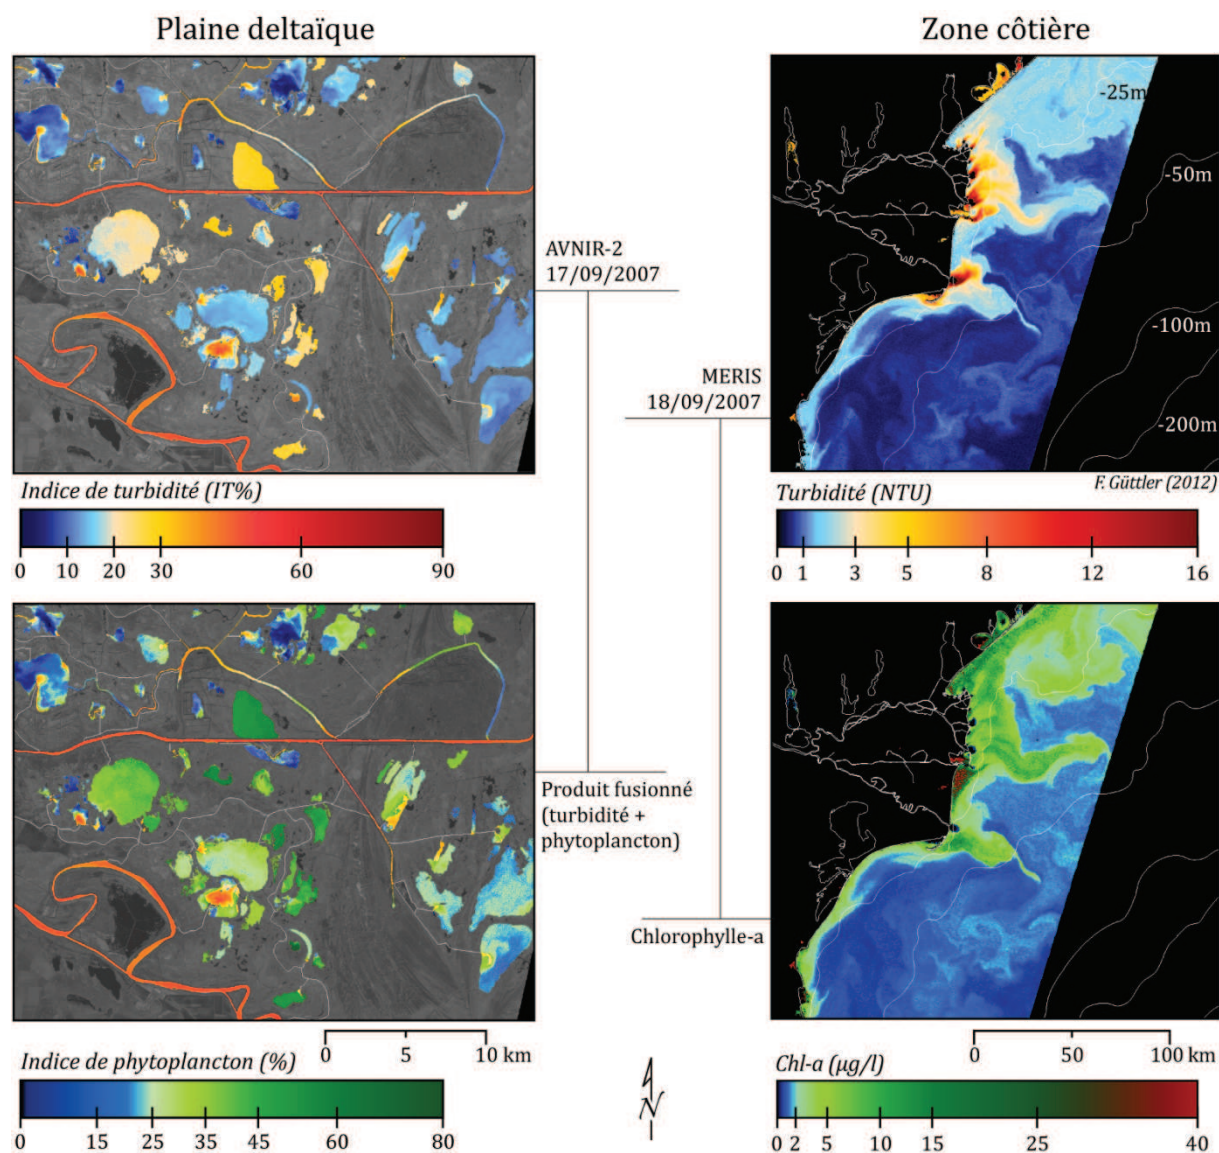 Plaine deltaïque
Zone côtière
-25m
-50m
-100m
-200m
AVNIR-2
17/09/2007
MERIS
18/09/2007
F. Güttler (2012)
Indice de turbidité (IT%)
0 10 20 30 60 90
Turbidité (NTU)
0 1 3 5 8 12 16
Produit fusionné
(turbidité +
phytoplancton)
Chlorophylle-a
0 5 10 km
Indice de phytoplancton (%)
0 15 25 35 45 60 80
N
0 50 100 km
Chl-a (µg/l)
0 2 5 10 15 25 40